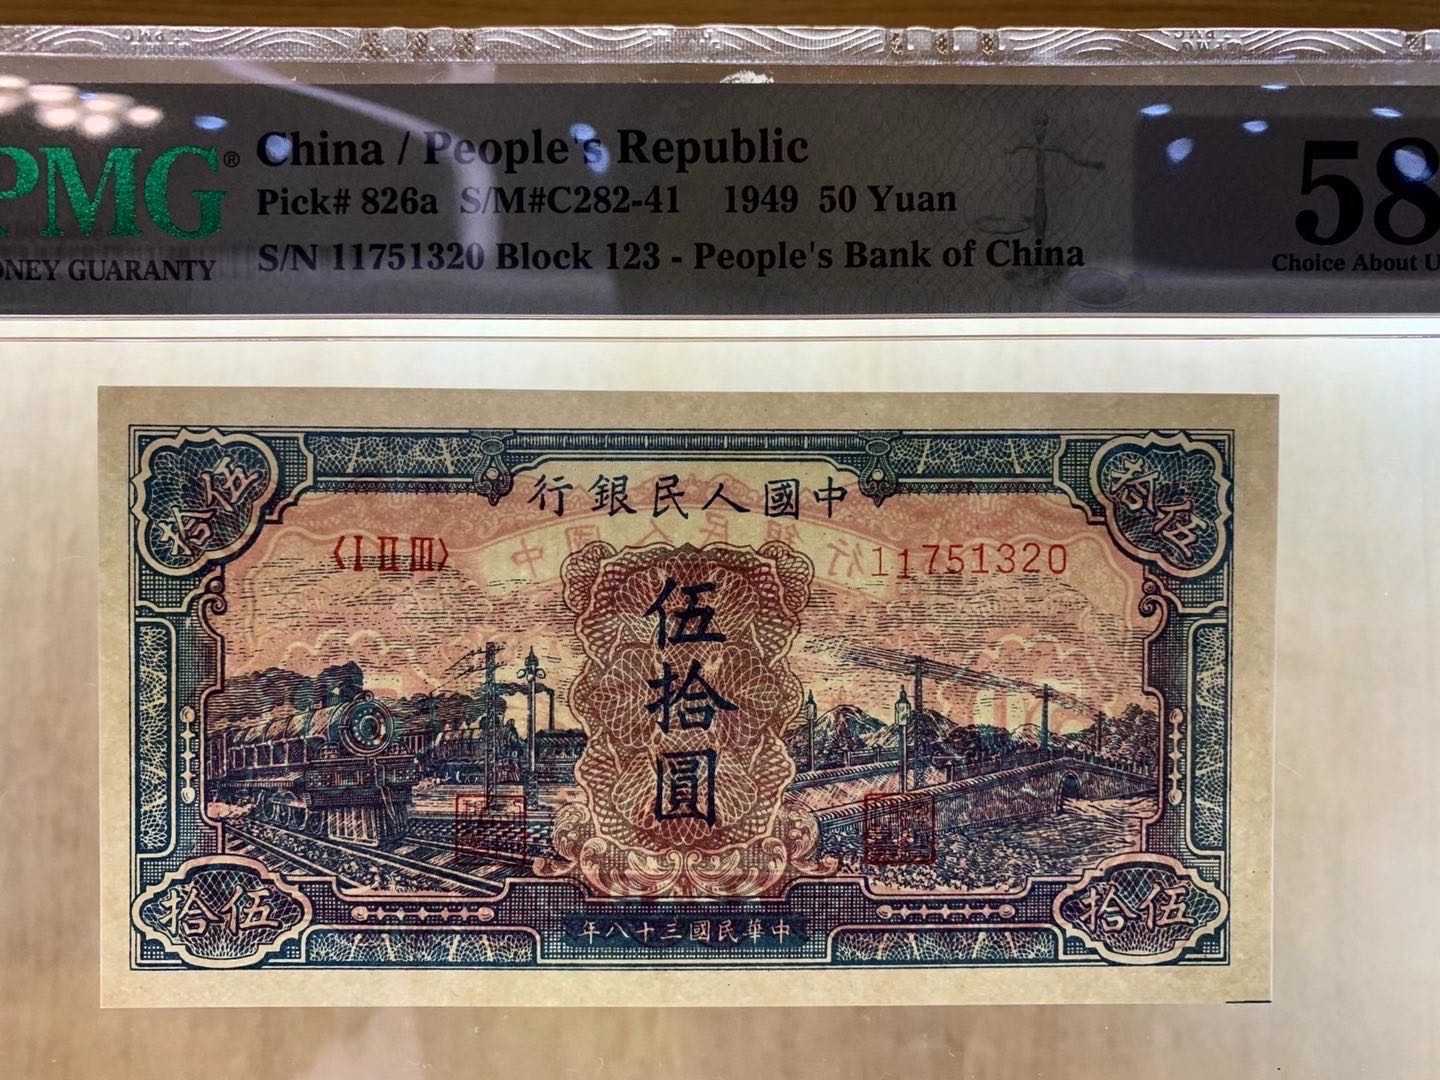 PMG®
China / People's Republic
Pick# 826a S/M#C282-41 1949 50 Yuan
58
ONEY GUARANTY
S/N 11751320 Block 123 - People's Bank of China
Choice About U
伍拾
伍拾
行銀民人國中
〈I II III〉
11751320
伍拾圓
拾伍
拾伍
年八十三國民華中